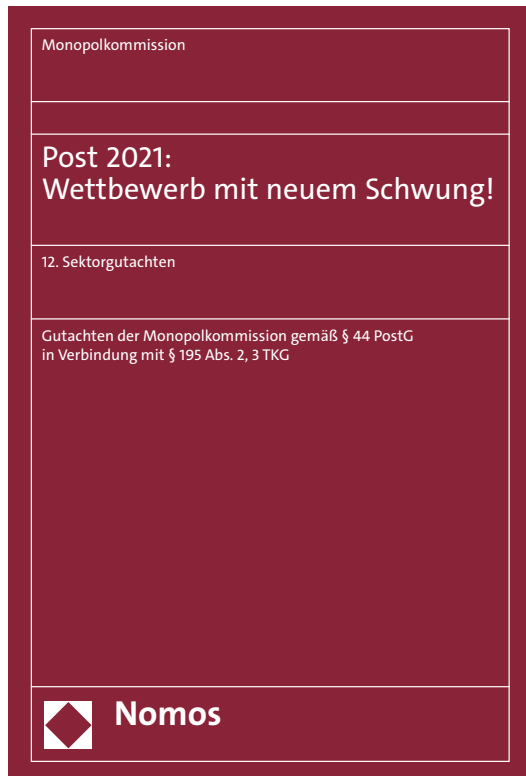 Monopolkommission
Post 2021:
Wettbewerb mit neuem Schwung!
12. Sektorgutachten
Gutachten der Monopolkommission gemäß § 44 PostG
in Verbindung mit § 195 Abs. 2, 3 TKG
Nomos